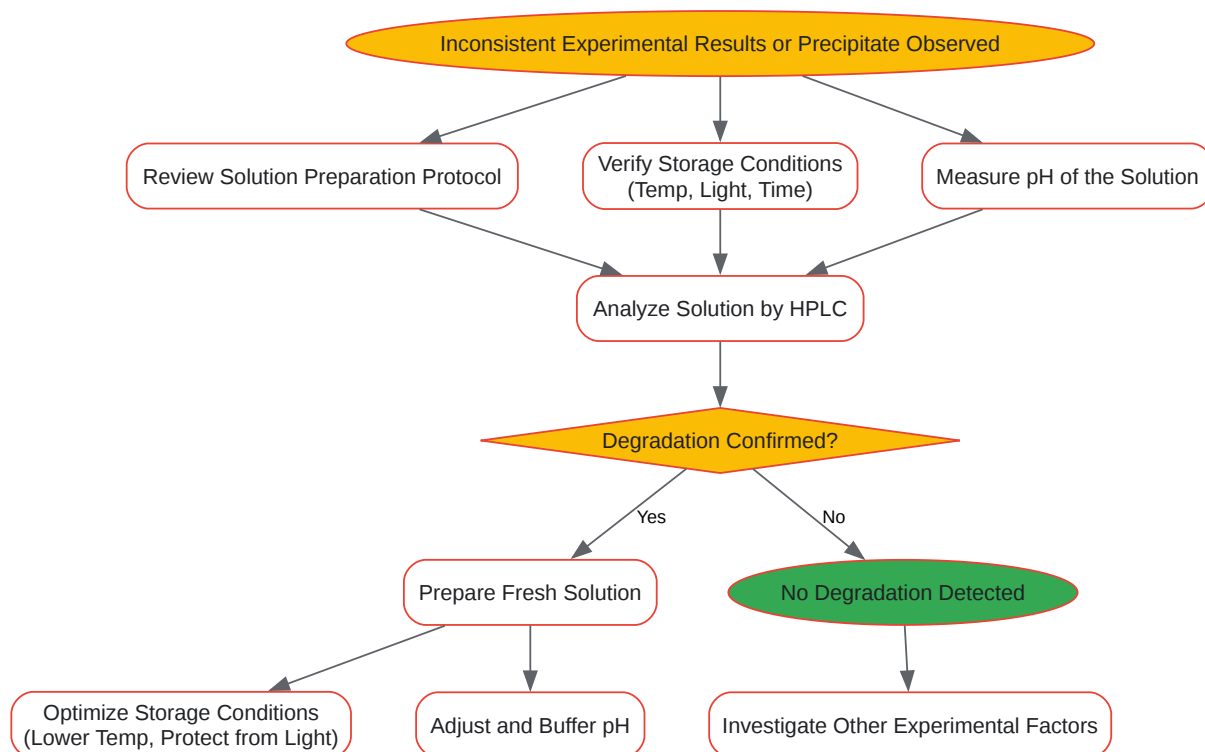 Inconsistent Experimental Results or Precipitate Observed
Review Solution Preparation Protocol
Verify Storage Conditions
(Temp, Light, Time)
Measure pH of the Solution
Analyze Solution by HPLC
Degradation Confirmed?
Yes
No
Prepare Fresh Solution
No Degradation Detected
Optimize Storage Conditions
(Lower Temp, Protect from Light)
Adjust and Buffer pH
Investigate Other Experimental Factors